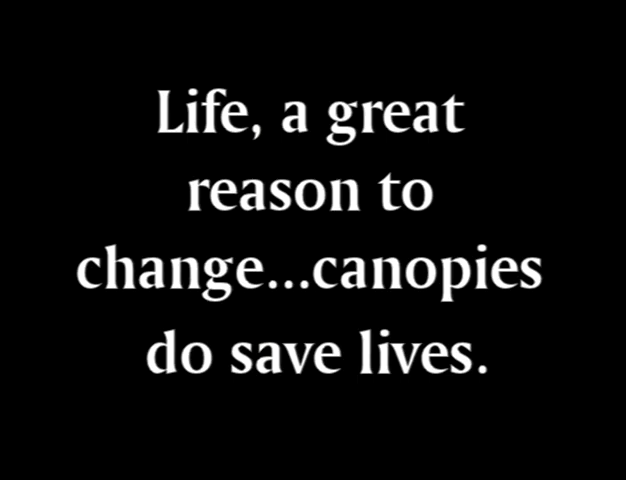 Life, a great
reason to
change...canopies
do save lives.